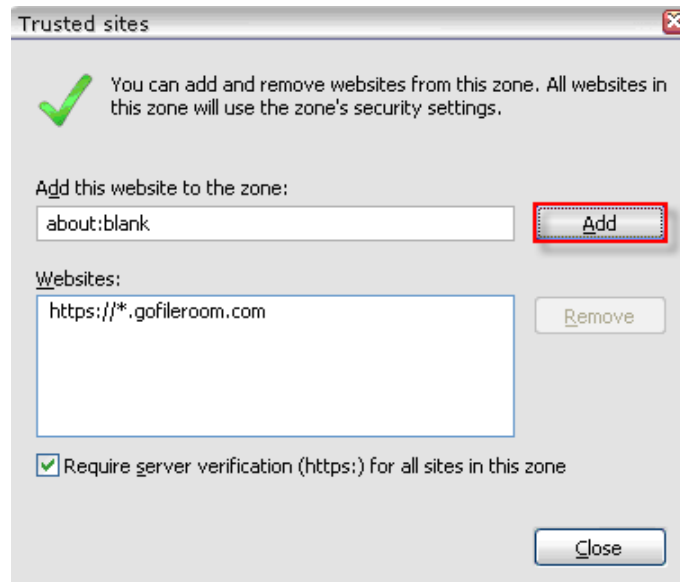 Trusted sites
You can add and remove websites from this zone. All websites in
this zone will use the zone's security settings.
Add this website to the zone:
about:blank
Add
Websites:
https://*.gofileroom.com
Remove
Require server verification (https:) for all sites in this zone
Close